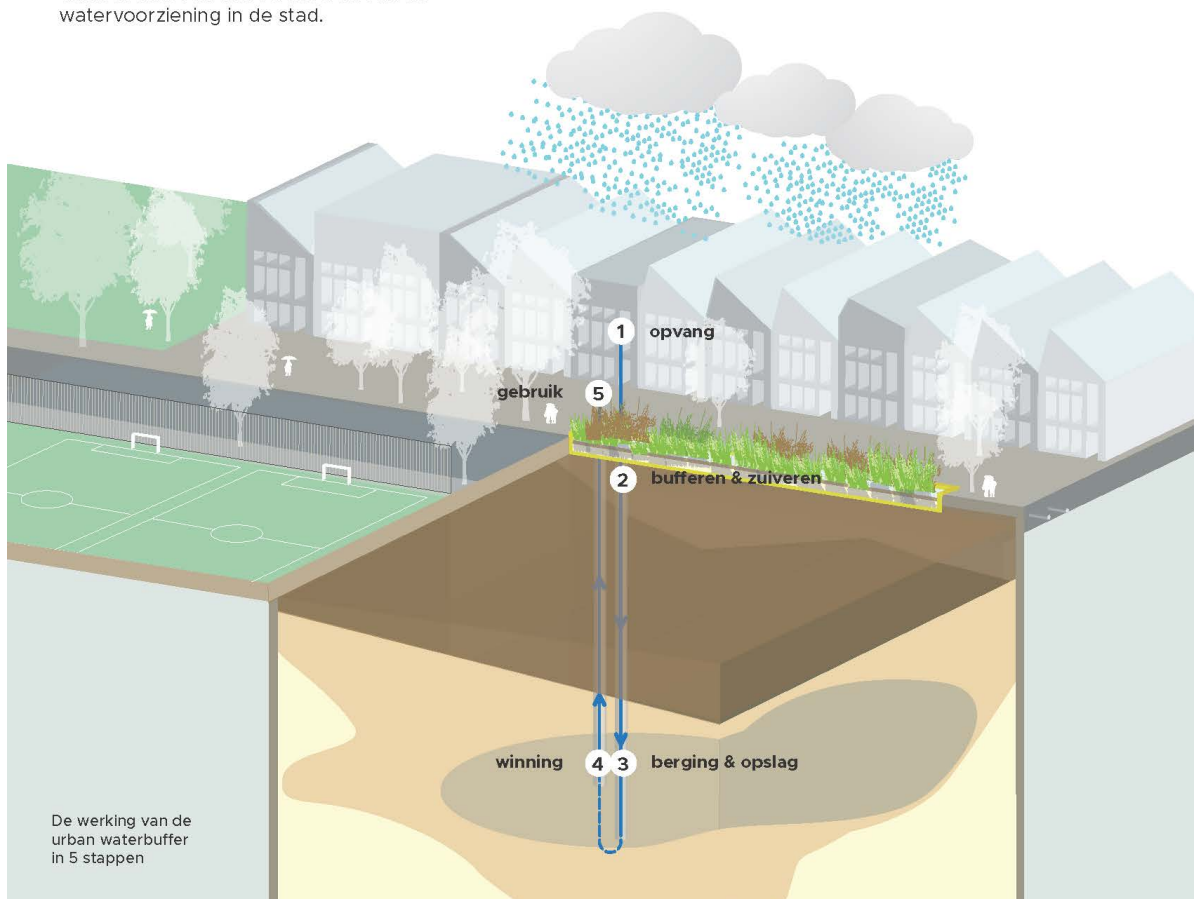 watervoorziening in de stad.
1 opvang
gebruik 5
2 bufferen & zuiveren
winning 4 3 berging & opslag
De werking van de
urban waterbuffer
in 5 stappen